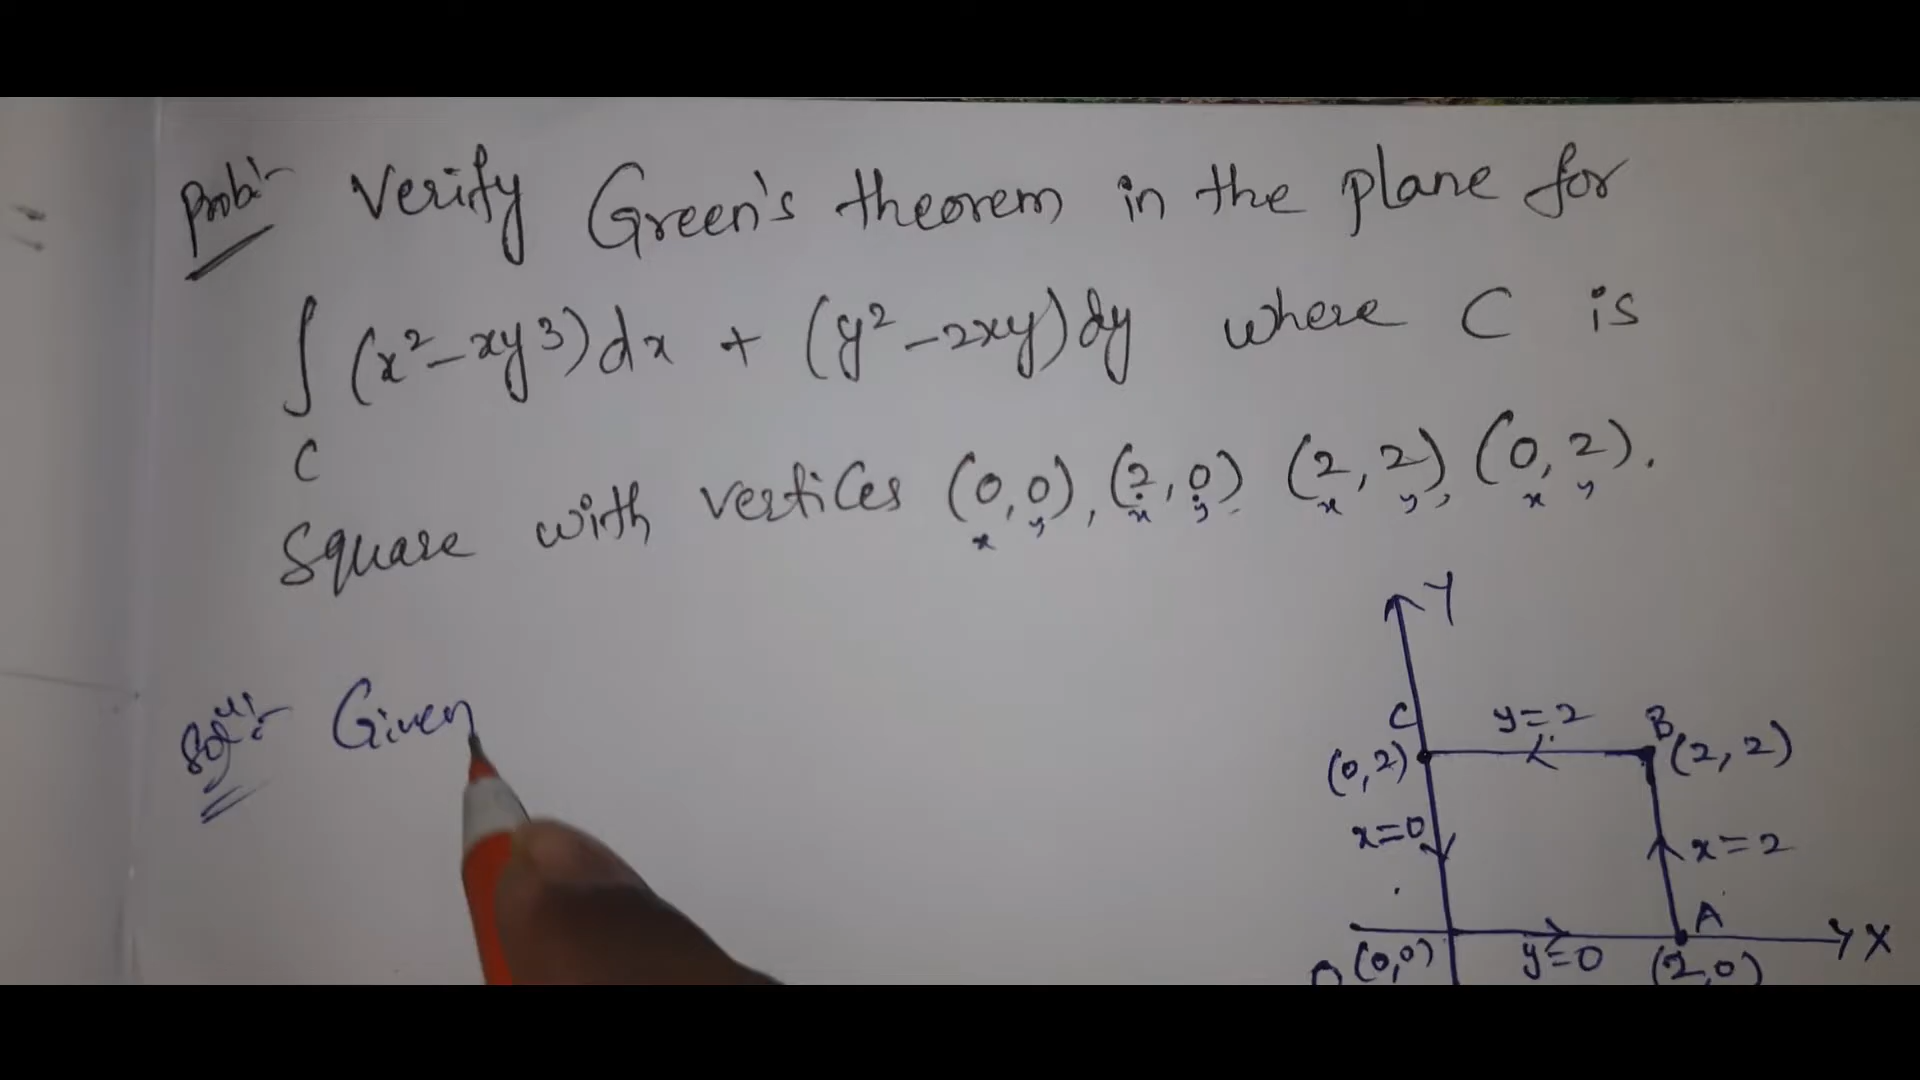 Prob:- Verify Green's theorem in the plane for
∫ (x²-xy³)dx + (y²-2xy)dy where C is
C
Square with vertices (0,0), (2,0) (2,2), (0,2).
x y x y x y x y
Sol:- Given
Y
C y=2 B
(0,2) (2,2)
x=0 x=2
A
X
O (0,0) y=0 (2,0)